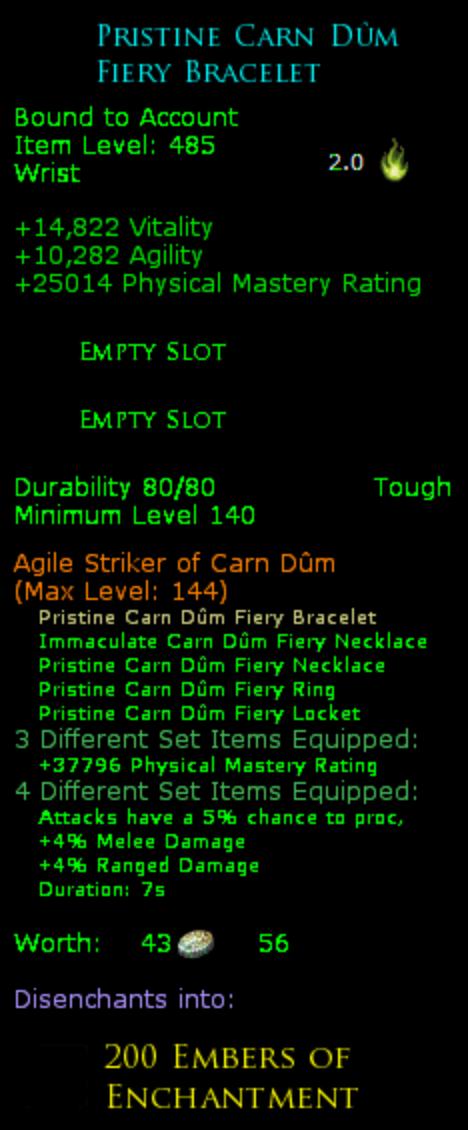 PRISTINE CARN DÛM
FIERY BRACELET
Bound to Account
Item Level: 485
Wrist
2.0
+14,822 Vitality
+10,282 Agility
+25014 Physical Mastery Rating
EMPTY SLOT
EMPTY SLOT
Durability 80/80 Tough
Minimum Level 140
Agile Striker of Carn Dûm
(Max Level: 144)
Pristine Carn Dûm Fiery Bracelet
Immaculate Carn Dûm Fiery Necklace
Pristine Carn Dûm Fiery Necklace
Pristine Carn Dûm Fiery Ring
Pristine Carn Dûm Fiery Locket
3 Different Set Items Equipped:
+37796 Physical Mastery Rating
4 Different Set Items Equipped:
Attacks have a 5% chance to proc,
+4% Melee Damage
+4% Ranged Damage
Duration: 7s
Worth: 43 56
Disenchants into:
200 EMBERS OF
ENCHANTMENT